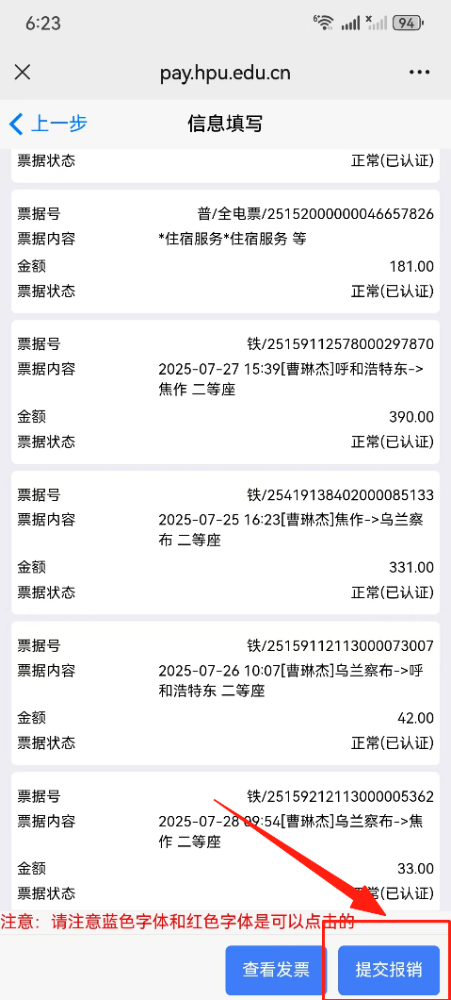 6:23
94
pay.hpu.edu.cn
上一步
信息填写
票据状态 正常(已认证)
票据号 普/全电票/25152000000046657826
票据内容 *住宿服务*住宿服务 等
金额 181.00
票据状态 正常(已认证)
票据号 铁/25159112578000297870
票据内容 2025-07-27 15:39[曹琳杰]呼和浩特东->
焦作 二等座
金额 390.00
票据状态 正常(已认证)
票据号 铁/25419138402000085133
票据内容 2025-07-25 16:23[曹琳杰]焦作->乌兰察
布 二等座
金额 331.00
票据状态 正常(已认证)
票据号 铁/25159112113000073007
票据内容 2025-07-26 10:07[曹琳杰]乌兰察布->呼
和浩特东 二等座
金额 42.00
票据状态 正常(已认证)
票据号 铁/25159212113000005362
票据内容 2025-07-28 09:54[曹琳杰]乌兰察布->焦
作 二等座
金额 33.00
票据状态 正常(已认证)
注意：请注意蓝色字体和红色字体是可以点击的
查看发票 提交报销